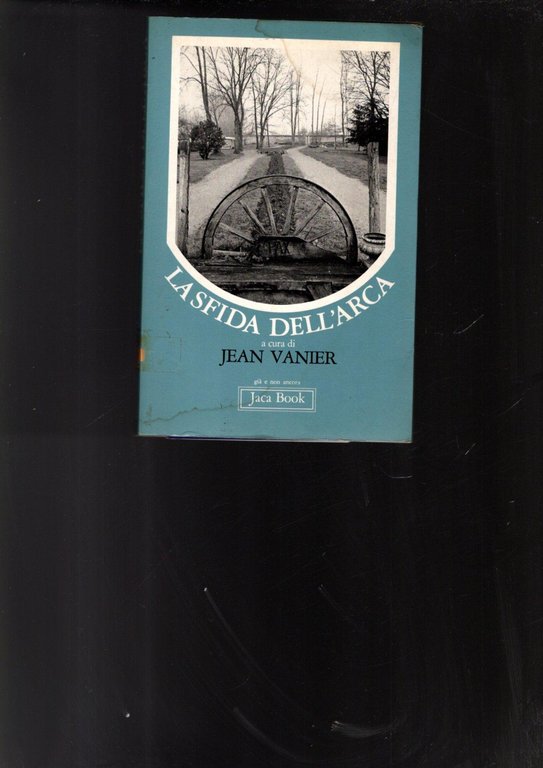 LA SFIDA DELL'ARCA
a cura di
JEAN VANIER
già e non ancora
Jaca Book